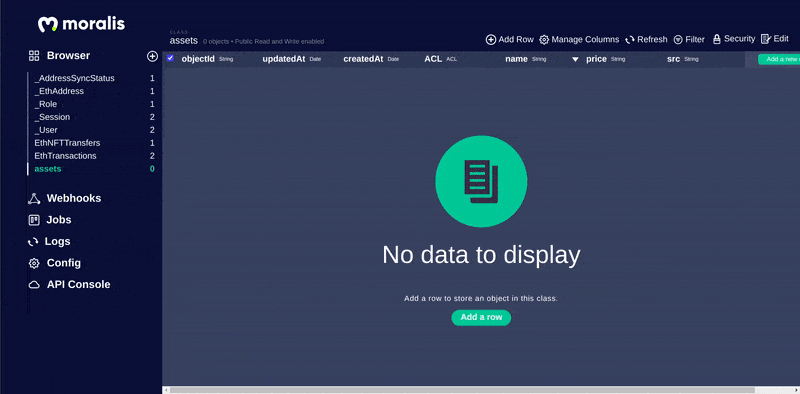 moralis
CLASS
assets 0 objects • Public Read and Write enabled
Add Row Manage Columns Refresh Filter Security Edit
Browser
_AddressSyncStatus 1
_EthAddress 1
_Role 1
_Session 2
_User 2
EthNFTTransfers 1
EthTransactions 2
assets 0
Webhooks
Jobs
Logs
Config
API Console
objectId String updatedAt Date createdAt Date ACL ACL name String price String src String Add a new
No data to display
Add a row to store an object in this class.
Add a row